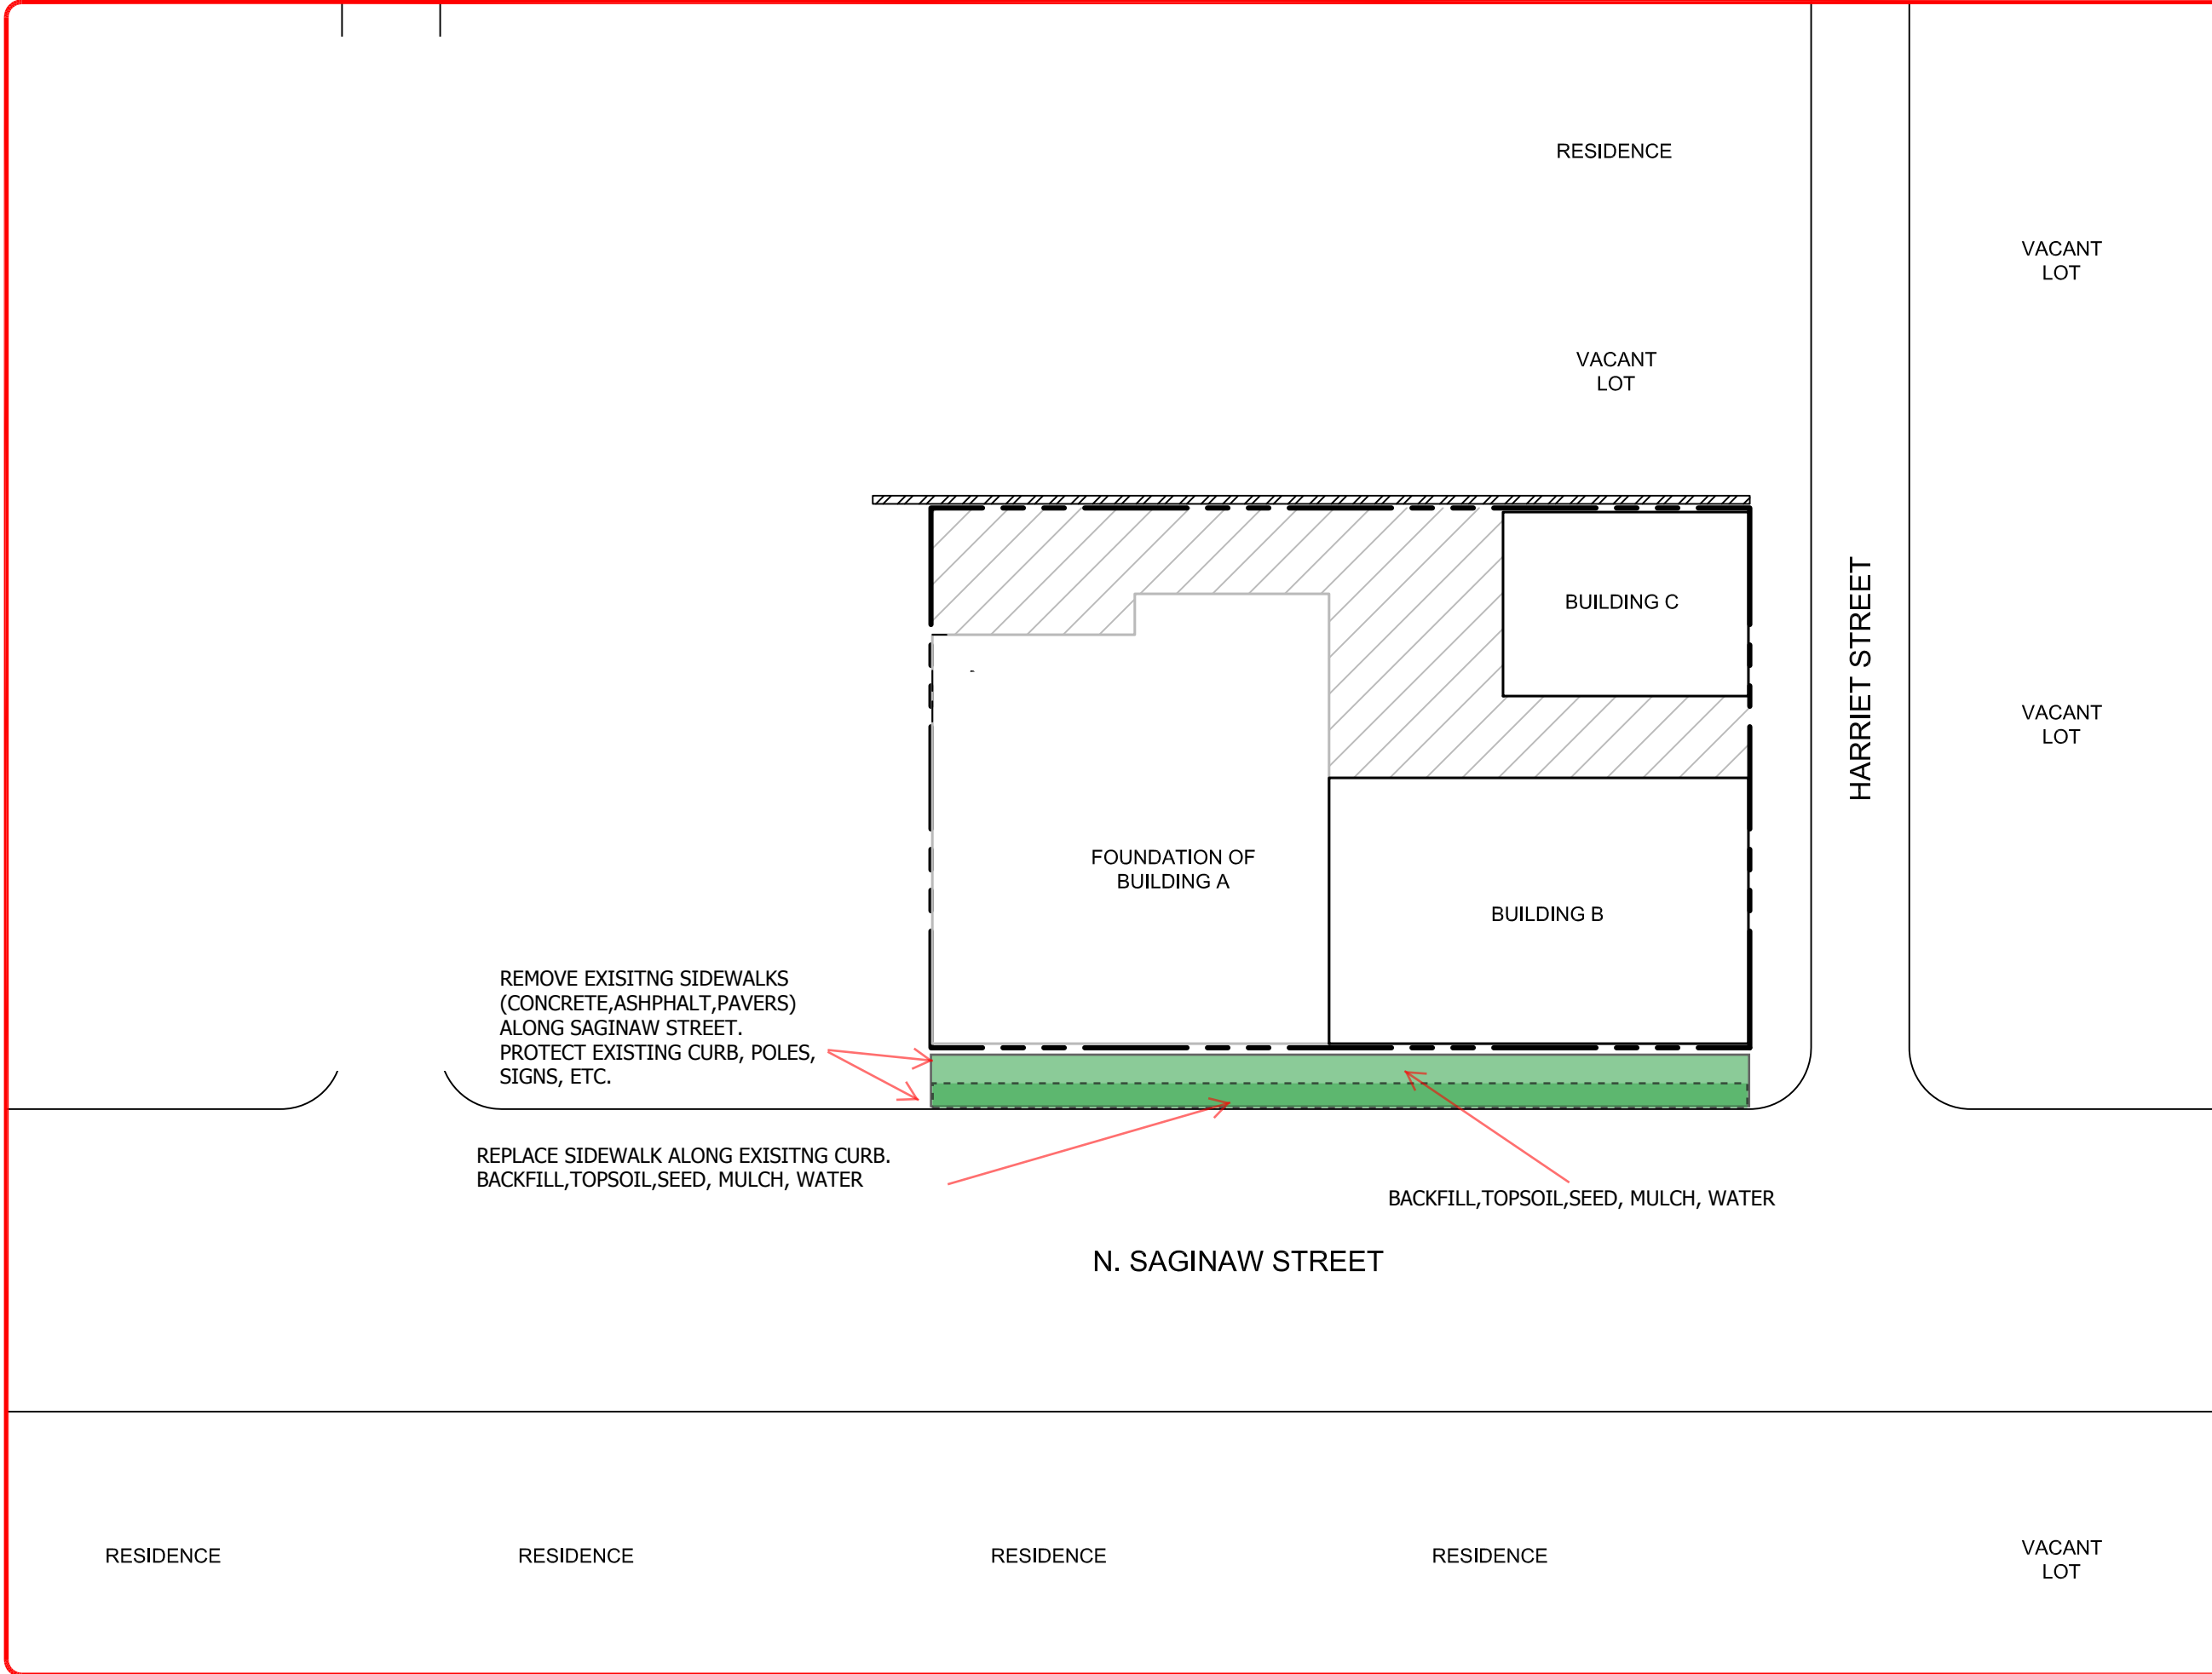 RESIDENCE
VACANT
LOT
VACANT
LOT
BUILDING C
HARRIET STREET
VACANT
LOT
FOUNDATION OF
BUILDING A
BUILDING B
REMOVE EXISITNG SIDEWALKS
(CONCRETE,ASHPHALT,PAVERS)
ALONG SAGINAW STREET.
PROTECT EXISTING CURB, POLES,
SIGNS, ETC.
REPLACE SIDEWALK ALONG EXISITNG CURB.
BACKFILL,TOPSOIL,SEED, MULCH, WATER
BACKFILL,TOPSOIL,SEED, MULCH, WATER
N. SAGINAW STREET
RESIDENCE
RESIDENCE
RESIDENCE
RESIDENCE
VACANT
LOT